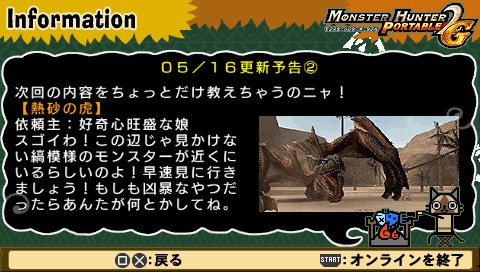 Information
MONSTER HUNTER
PORTABLE 2nd G
05/16更新予告②
次回の内容をちょっとだけ教えちゃうのニャ!
【熱砂の虎】
依頼主:好奇心旺盛な娘
スゴイわ!この辺じゃ見かけな
い縞模様のモンスターが近くに
いるらしいのよ!早速見に行き
ましょう!もしも凶暴なやつだ
ったらあんたが何とかしてね。
□×:戻る
START:オンラインを終了